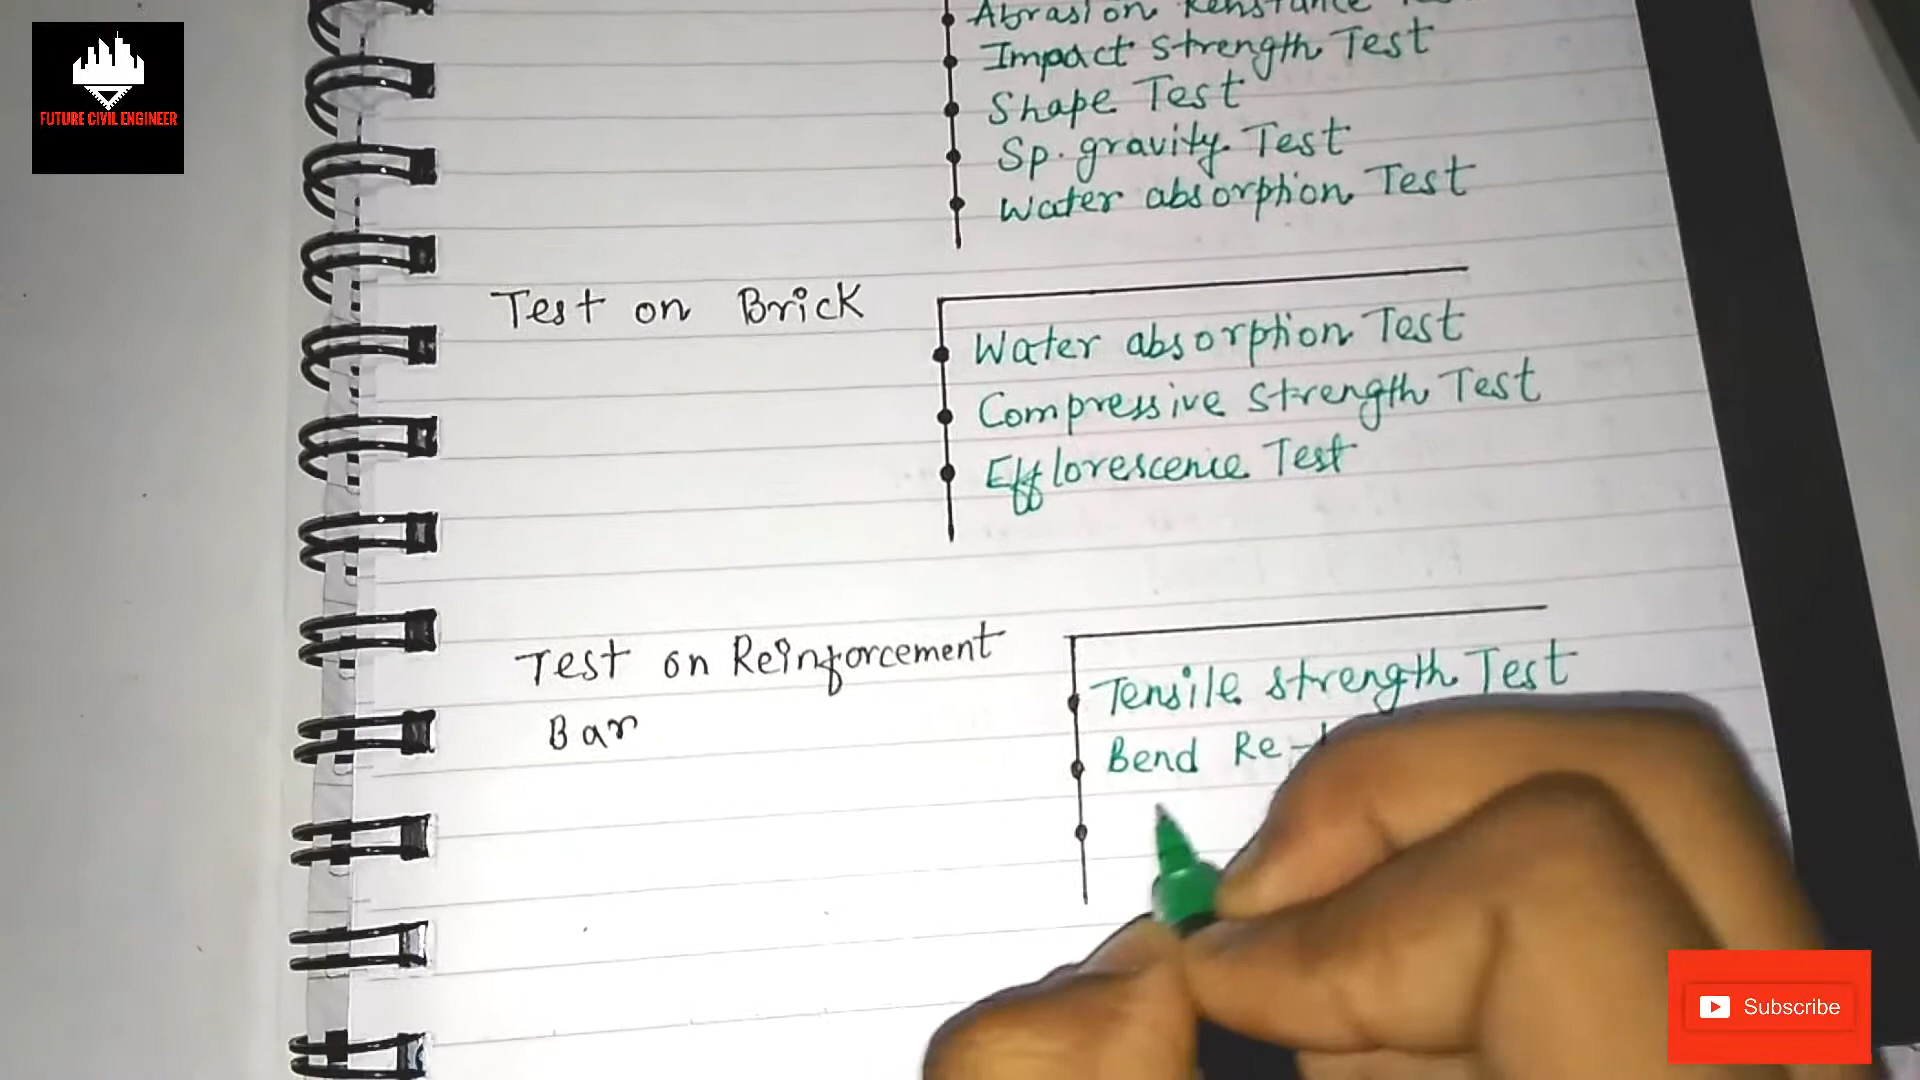 FUTURE CIVIL ENGINEER
Abrasion
Impact Strength Test
Shape Test
Sp. gravity Test
Water absorption Test
Test on Brick
Water absorption Test
Compressive Strength Test
Efflorescence Test
Test on Reinforcement
Bar
Tensile Strength Test
Bend Re-
Subscribe